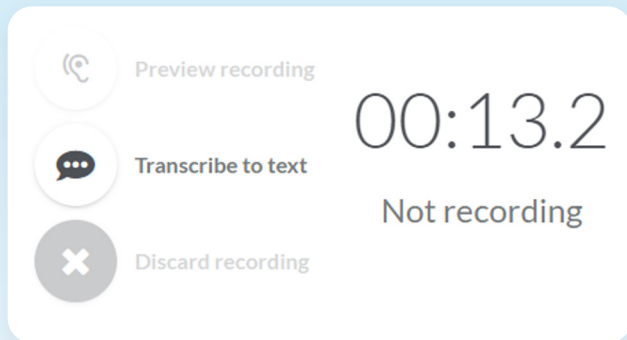 Preview recording
Transcribe to text
Discard recording
00:13.2
Not recording